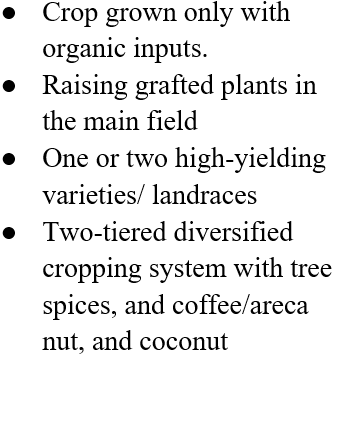 ● Crop grown only with
organic inputs.
● Raising grafted plants in
the main field
● One or two high-yielding
varieties/ landraces
● Two-tiered diversified
cropping system with tree
spices, and coffee/areca
nut, and coconut